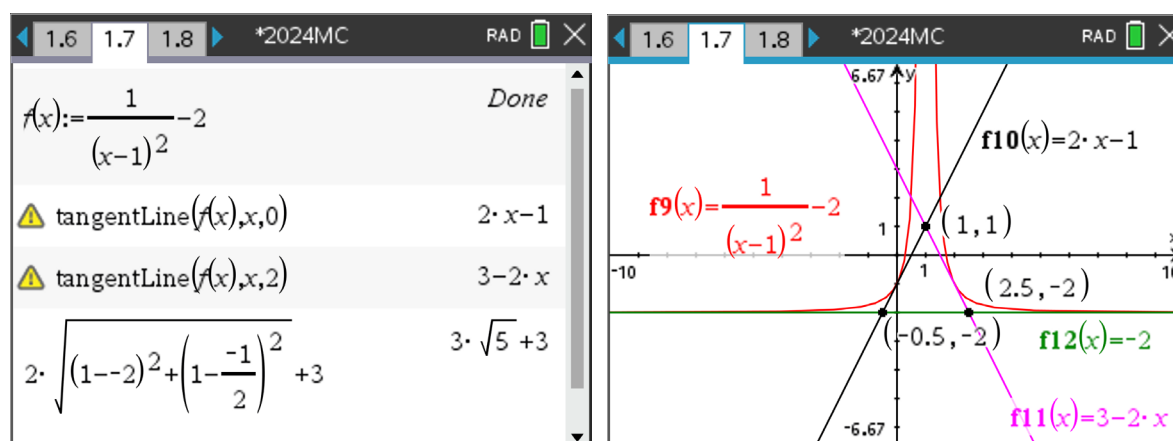 1.6 1.7 1.8 *2024MC RAD
f(x):=1/(x−1)²−2 Done
tangentLine(f(x),x,0) 2·x−1
tangentLine(f(x),x,2) 3−2·x
2·√((1−−2)²+(1−−1/2)²)+3 3·√5+3
1.6 1.7 1.8 *2024MC RAD
6.67 y
f10(x)=2·x−1
f9(x)=1/(x−1)²−2
1 (1,1)
x
-10 1 1
(2.5,−2)
(−0.5,−2) f12(x)=−2
f11(x)=3−2·x
-6.67